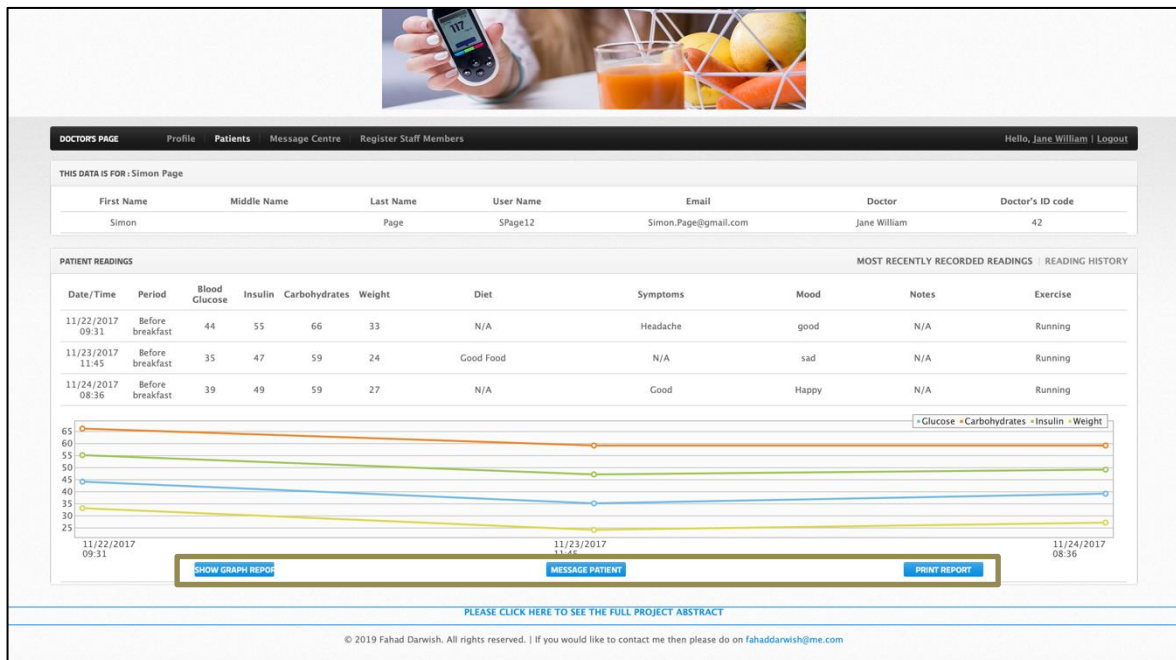 117
DOCTOR'S PAGE Profile Patients Message Centre Register Staff Members Hello, Jane William | Logout
THIS DATA IS FOR : Simon Page
First Name Middle Name Last Name User Name Email Doctor Doctor's ID code
Simon Page SPage12 Simon.Page@gmail.com Jane William 42
PATIENT READINGS MOST RECENTLY RECORDED READINGS | READING HISTORY
Date/Time Period Blood Glucose Insulin Carbohydrates Weight Diet Symptoms Mood Notes Exercise
11/22/2017 09:31 Before breakfast 44 55 66 33 N/A Headache good N/A Running
11/23/2017 11:45 Before breakfast 35 47 59 24 Good Food N/A sad N/A Running
11/24/2017 08:36 Before breakfast 39 49 59 27 N/A Good Happy N/A Running
Glucose Carbohydrates Insulin Weight
65
60
55
50
45
40
35
30
25
11/22/2017 11/23/2017 11/24/2017
09:31 11:45 08:36
SHOW GRAPH REPOR MESSAGE PATIENT PRINT REPORT
PLEASE CLICK HERE TO SEE THE FULL PROJECT ABSTRACT
© 2019 Fahad Darwish. All rights reserved. | If you would like to contact me then please do on fahaddarwish@me.com